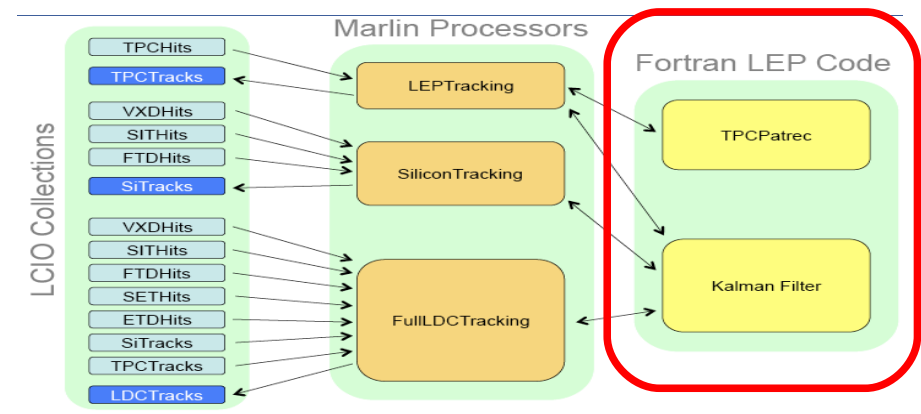 Marlin Processors
Fortran LEP Code
LCIO Collections
TPCHits
TPCTracks
VXDHits
SITHits
FTDHits
SiTracks
VXDHits
SITHits
FTDHits
SETHits
ETDHits
SiTracks
TPCTracks
LDCTracks
LEPTracking
SiliconTracking
FullLDCTracking
TPCPatrec
Kalman Filter